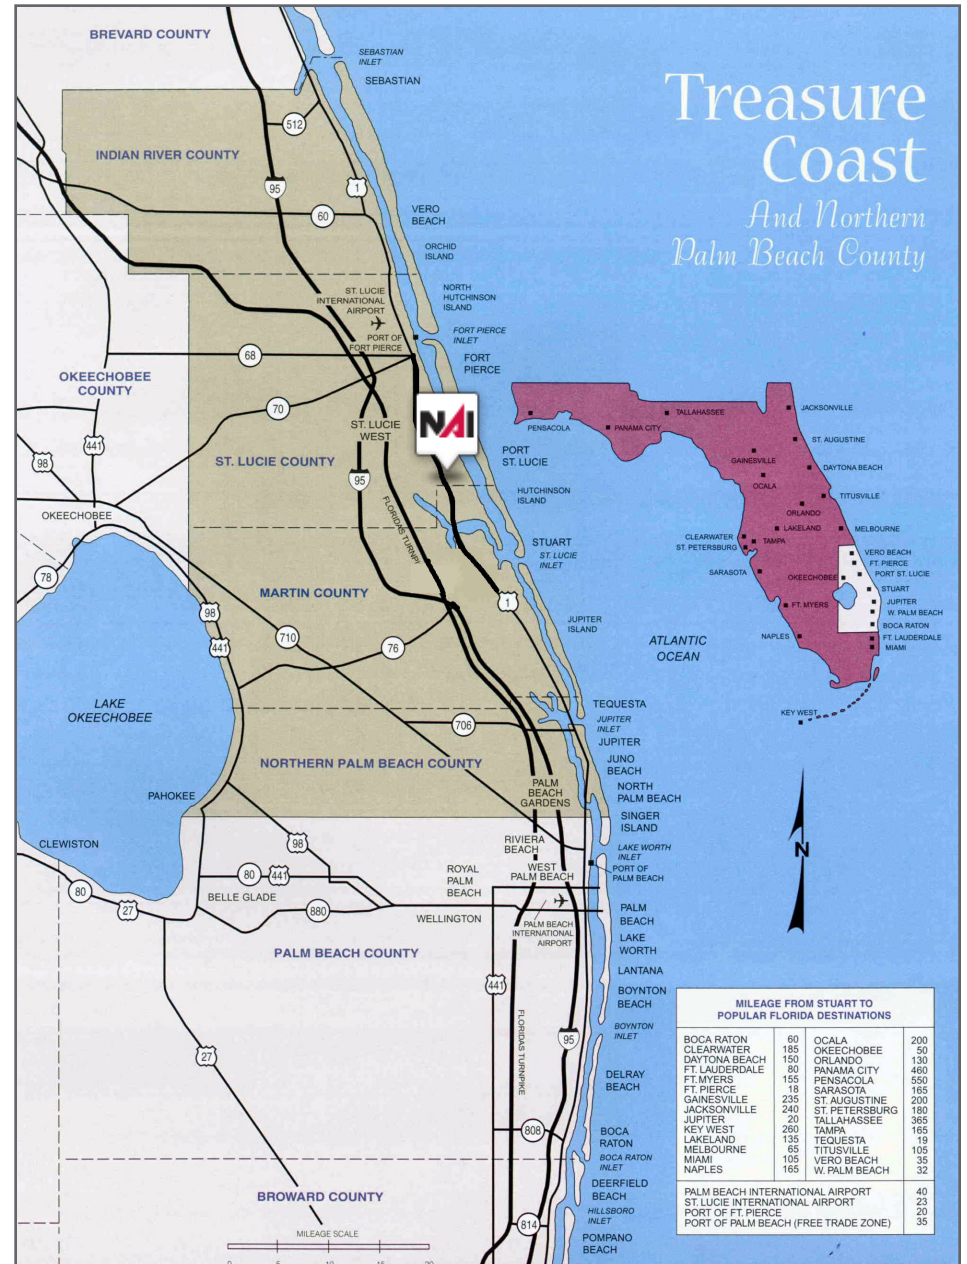 Treasure
Coast
And Northern
Palm Beach County
BREVARD COUNTY
SEBASTIAN
INLET
SEBASTIAN
512
INDIAN RIVER COUNTY
95
1
60
VERO
BEACH
ORCHID
ISLAND
ST. LUCIE
INTERNATIONAL
AIRPORT
NORTH
HUTCHINSON
ISLAND
PORT OF
FORT PIERCE
FORT PIERCE
INLET
68
FORT
PIERCE
OKEECHOBEE
COUNTY
70
ST. LUCIE
WEST
NAI
441
98
ST. LUCIE COUNTY
95
PORT
ST. LUCIE
HUTCHINSON
ISLAND
OKEECHOBEE
FLORIDAS TURNPI
STUART
ST. LUCIE
INLET
78
MARTIN COUNTY
1
98
441
710
76
JUPITER
ISLAND
LAKE
OKEECHOBEE
ATLANTIC
OCEAN
TEQUESTA
706
JUPITER
INLET
JUPITER
NORTHERN PALM BEACH COUNTY
JUNO
BEACH
PAHOKEE
PALM
BEACH
GARDENS
NORTH
PALM BEACH
SINGER
ISLAND
CLEWISTON
98
RIVIERA
BEACH
LAKE WORTH
INLET
ROYAL
PALM
BEACH
WEST
PALM BEACH
PORT OF
PALM BEACH
80
441
80
27
BELLE GLADE
880
WELLINGTON
PALM BEACH
INTERNATIONAL
AIRPORT
PALM
BEACH
LAKE
WORTH
PALM BEACH COUNTY
LANTANA
441
BOYNTON
BEACH
FLORIDAS TURNPIKE
95
BOYNTON
INLET
27
DELRAY
BEACH
808
BOCA
RATON
BOCA RATON
INLET
BROWARD COUNTY
DEERFIELD
BEACH
814
HILLSBORO
INLET
MILEAGE SCALE
0 5 10 15 20
POMPANO
BEACH
PENSACOLA
PANAMA CITY
TALLAHASSEE
JACKSONVILLE
ST. AUGUSTINE
GAINESVILLE
DAYTONA BEACH
OCALA
TITUSVILLE
ORLANDO
LAKELAND
MELBOURNE
CLEARWATER
TAMPA
ST. PETERSBURG
VERO BEACH
FT. PIERCE
SARASOTA
OKEECHOBEE
PORT ST. LUCIE
STUART
FT. MYERS
JUPITER
W. PALM BEACH
BOCA RATON
NAPLES
FT. LAUDERDALE
MIAMI
KEY WEST
N
MILEAGE FROM STUART TO
POPULAR FLORIDA DESTINATIONS
BOCA RATON 60 OCALA 200
CLEARWATER 185 OKEECHOBEE 50
DAYTONA BEACH 150 ORLANDO 130
FT. LAUDERDALE 80 PANAMA CITY 460
FT.MYERS 155 PENSACOLA 550
FT. PIERCE 18 SARASOTA 165
GAINESVILLE 235 ST. AUGUSTINE 200
JACKSONVILLE 240 ST. PETERSBURG 180
JUPITER 20 TALLAHASSEE 365
KEY WEST 260 TAMPA 165
LAKELAND 135 TEQUESTA 19
MELBOURNE 65 TITUSVILLE 105
MIAMI 105 VERO BEACH 35
NAPLES 165 W. PALM BEACH 32
PALM BEACH INTERNATIONAL AIRPORT 40
ST. LUCIE INTERNATIONAL AIRPORT 23
PORT OF FT. PIERCE 20
PORT OF PALM BEACH (FREE TRADE ZONE) 35